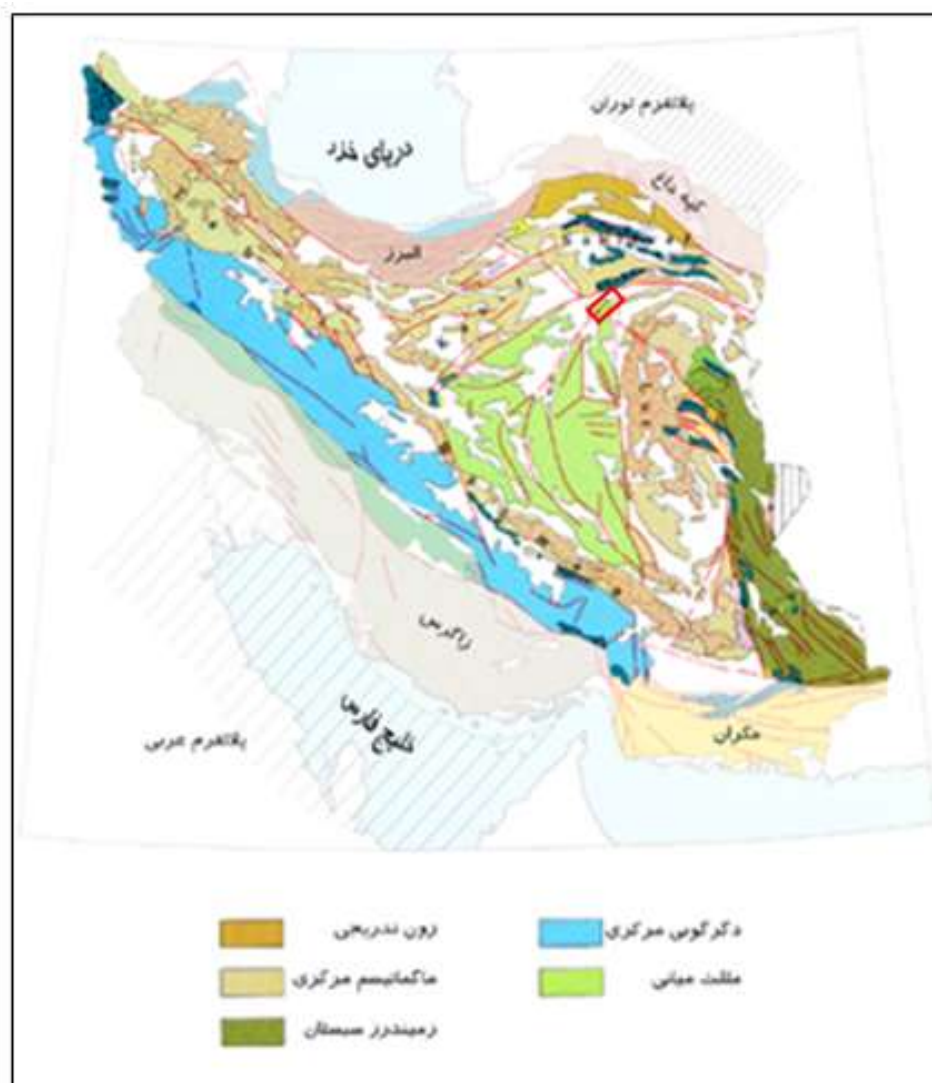 پلاتفرم توران
دریای خزر
کپه داغ
البرز
زاگرس
خلیج فارس
پلاتفرم عربی
مکران
دگرگونی مرکزی
زون تدریجی
مثلث میانی
ماگماتیسم مرکزی
زمیندرز سیستان